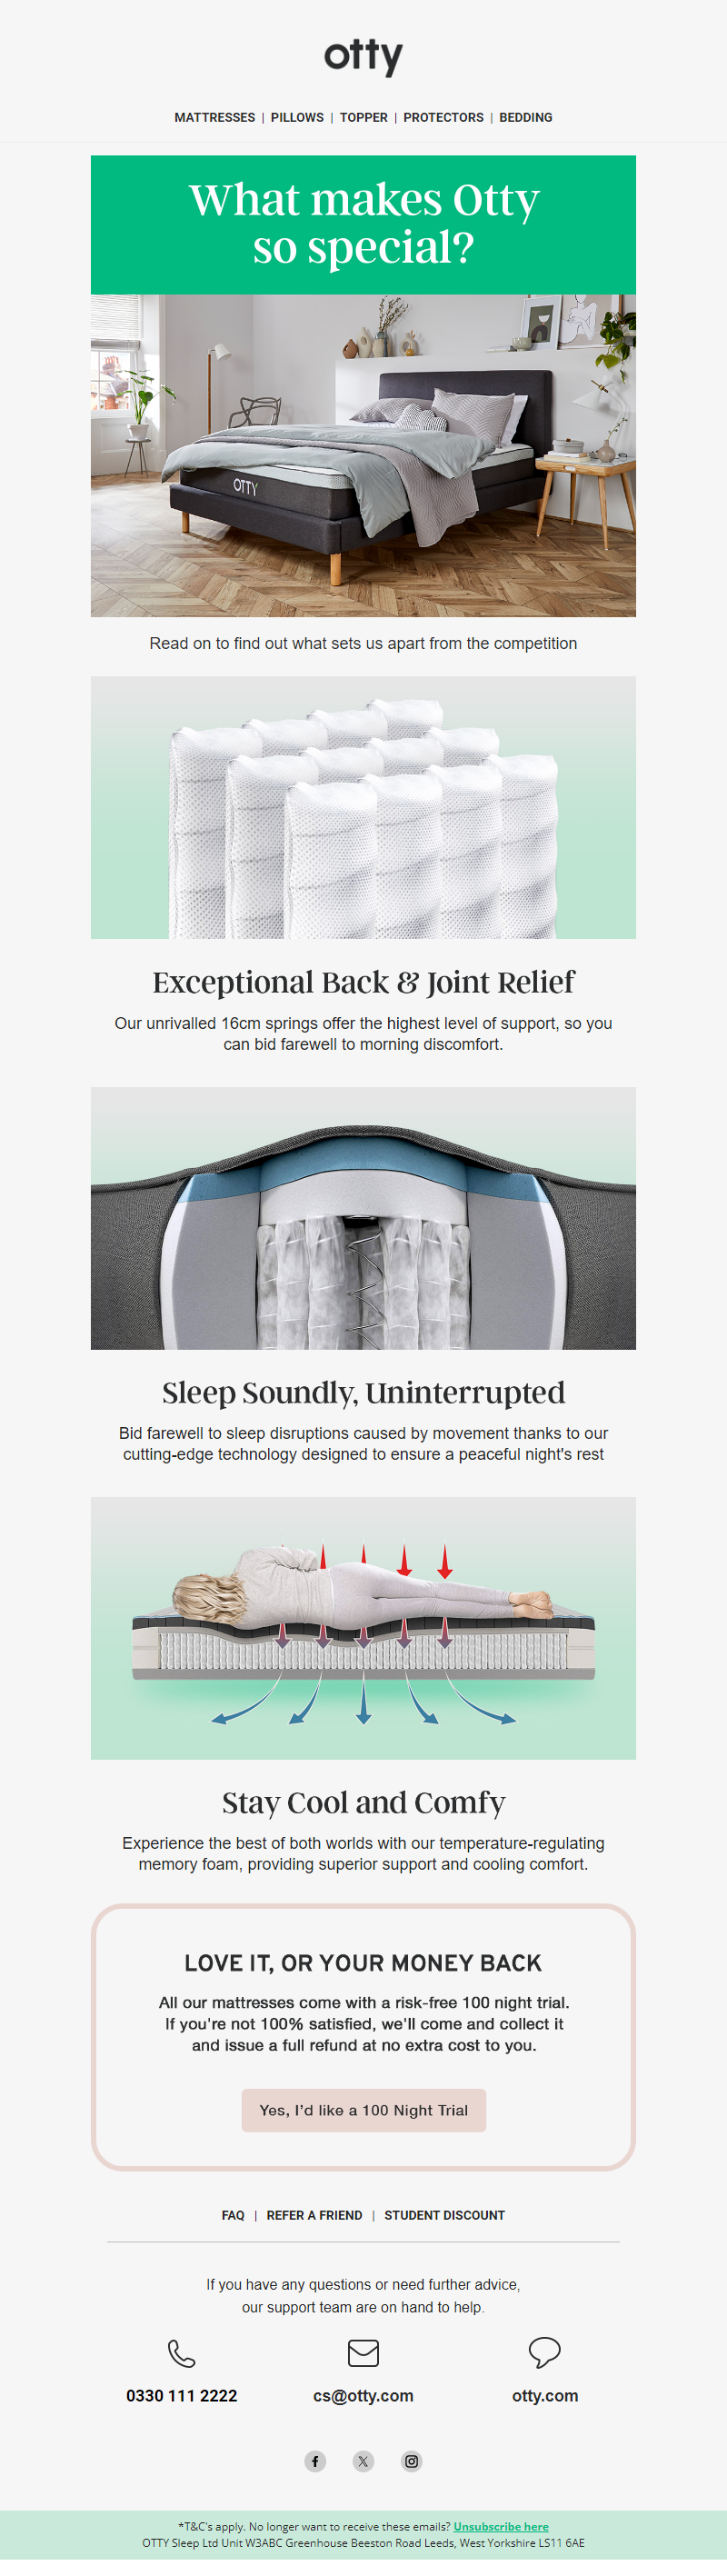 otty
MATTRESSES | PILLOWS | TOPPER | PROTECTORS | BEDDING
What makes Otty
so special?
OTTY
Read on to find out what sets us apart from the competition
Exceptional Back & Joint Relief
Our unrivalled 16cm springs offer the highest level of support, so you
can bid farewell to morning discomfort.
Sleep Soundly, Uninterrupted
Bid farewell to sleep disruptions caused by movement thanks to our
cutting-edge technology designed to ensure a peaceful night's rest
Stay Cool and Comfy
Experience the best of both worlds with our temperature-regulating
memory foam, providing superior support and cooling comfort.
LOVE IT, OR YOUR MONEY BACK
All our mattresses come with a risk-free 100 night trial.
If you're not 100% satisfied, we'll come and collect it
and issue a full refund at no extra cost to you.
Yes, I'd like a 100 Night Trial
FAQ | REFER A FRIEND | STUDENT DISCOUNT
If you have any questions or need further advice,
our support team are on hand to help.
0330 111 2222 cs@otty.com otty.com
*T&C's apply. No longer want to receive these emails? Unsubscribe here
OTTY Sleep Ltd Unit W3ABC Greenhouse Beeston Road Leeds, West Yorkshire LS11 6AE